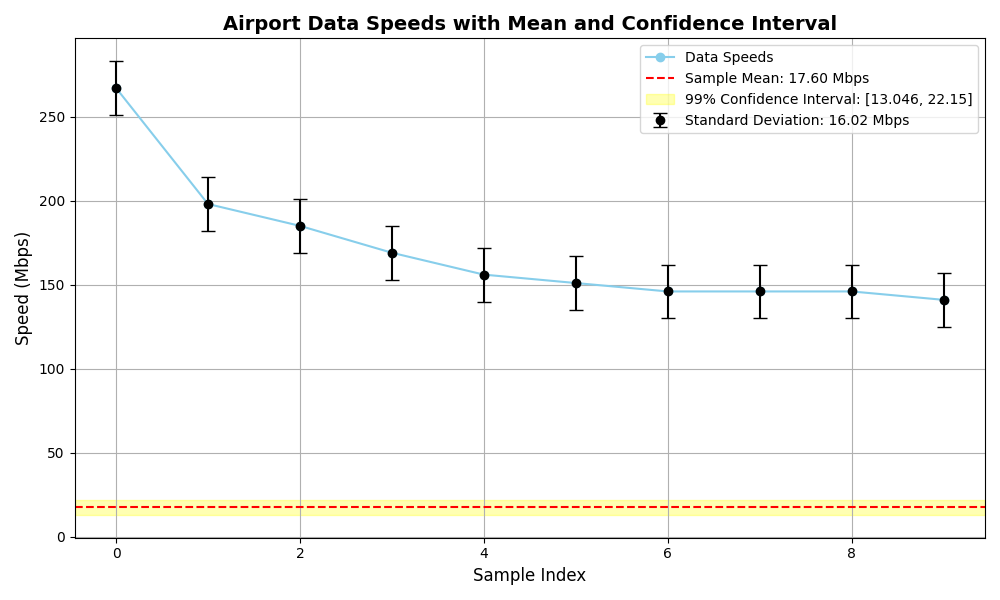 Airport Data Speeds with Mean and Confidence Interval
Data Speeds
Sample Mean: 17.60 Mbps
99% Confidence Interval: [13.046, 22.15]
Standard Deviation: 16.02 Mbps
Speed (Mbps)
250
200
150
100
50
0
0 2 4 6 8
Sample Index